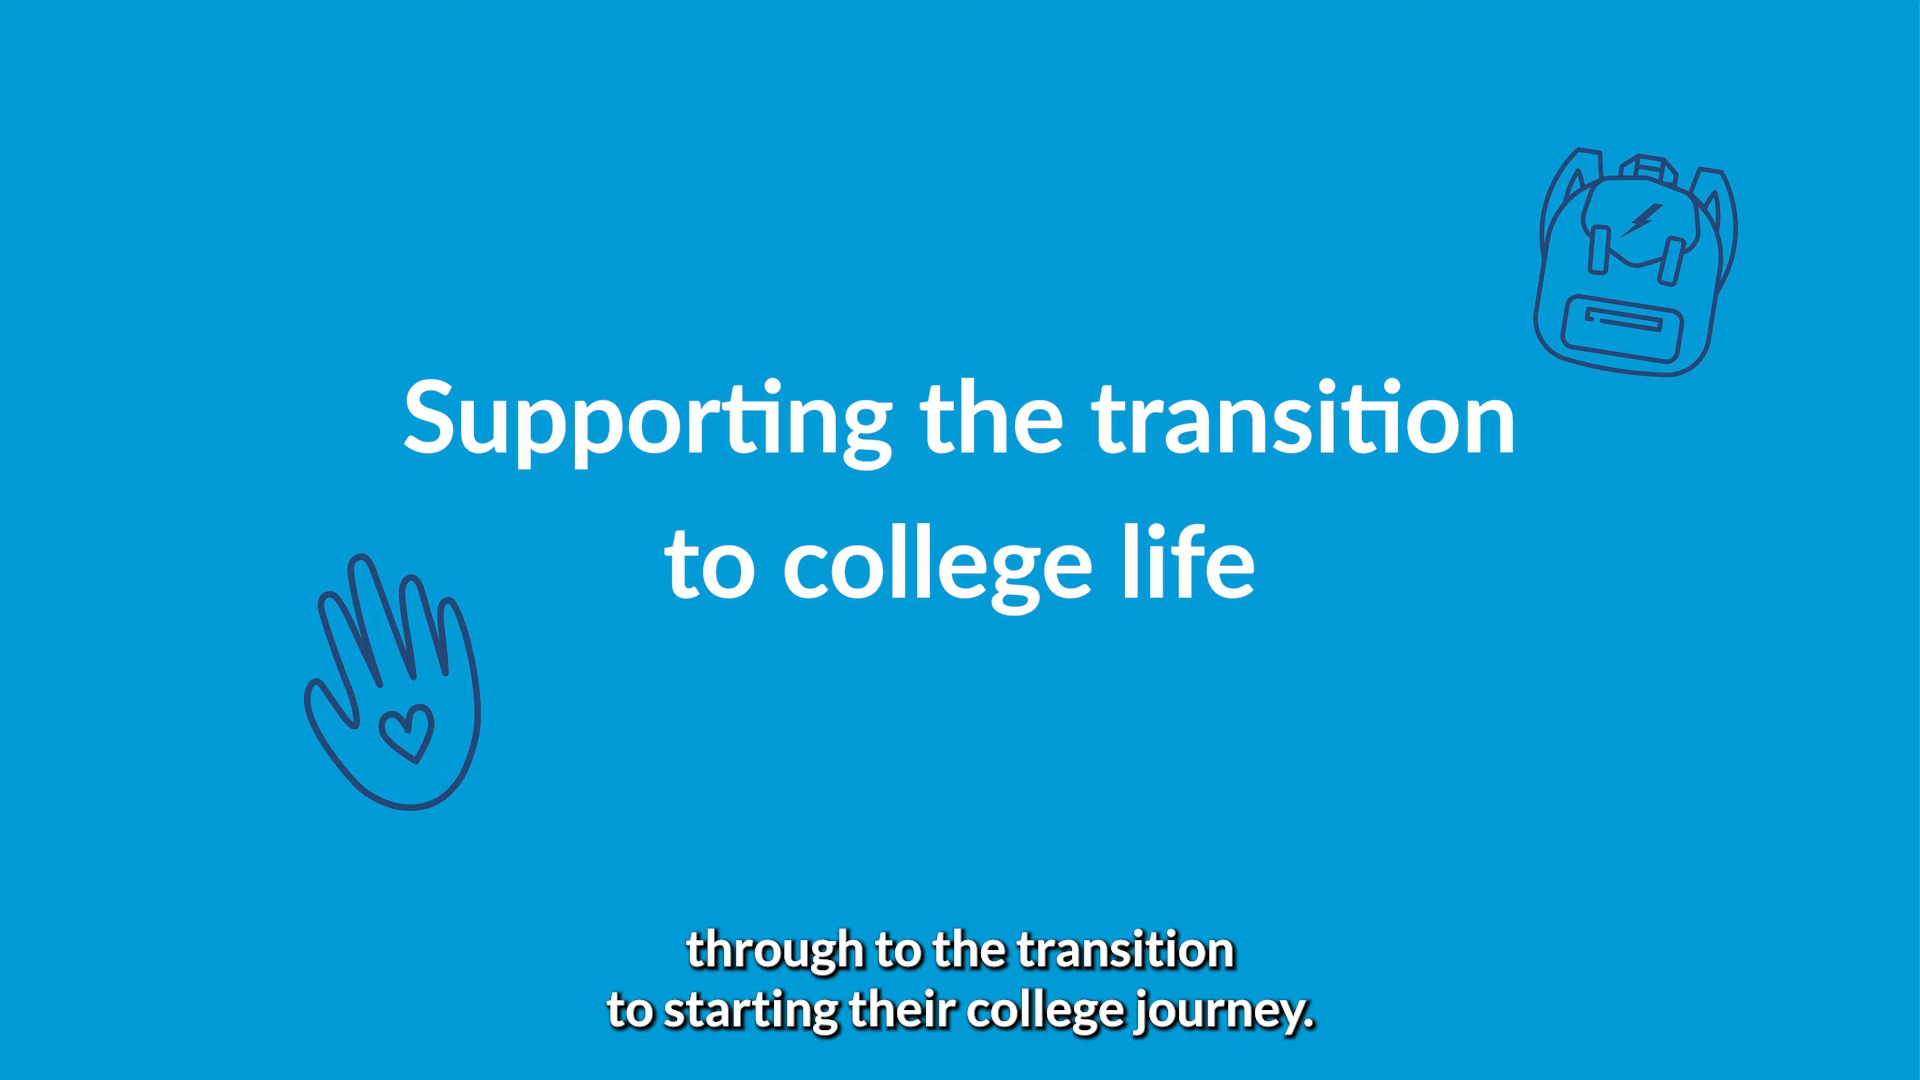 Supporting the transition
to college life
through to the transition
to starting their college journey.